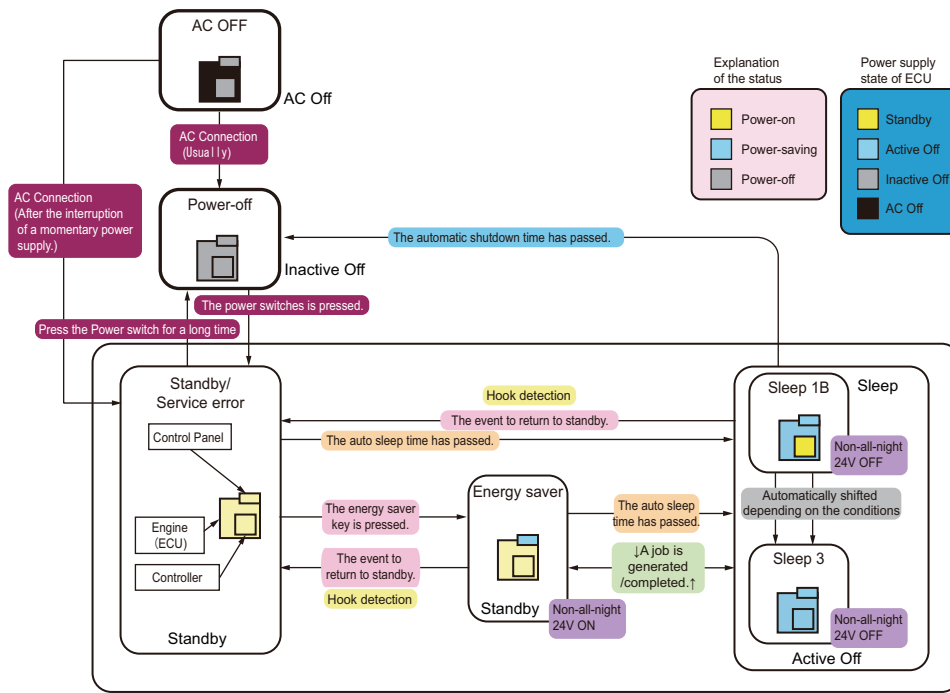 AC OFF
AC Off
AC Connection
(Usually)
Explanation
of the status
Power-on
Power-saving
Power-off
Power supply
state of ECU
Standby
Active Off
Inactive Off
AC Off
AC Connection
(After the interruption
of a momentary power
supply.)
Power-off
Inactive Off
The automatic shutdown time has passed.
The power switches is pressed.
Press the Power switch for a long time
Standby/
Service error
Control Panel
Engine
(ECU)
Controller
Standby
Hook detection
The event to return to standby.
The auto sleep time has passed.
The energy saver
key is pressed.
The event to
return to standby.
Hook detection
Energy saver
Standby
Non-all-night
24V ON
The auto sleep
time has passed.
↓A job is
generated
/completed.↑
Sleep 1B
Sleep
Non-all-night
24V OFF
Automatically shifted
depending on the conditions
Sleep 3
Non-all-night
24V OFF
Active Off